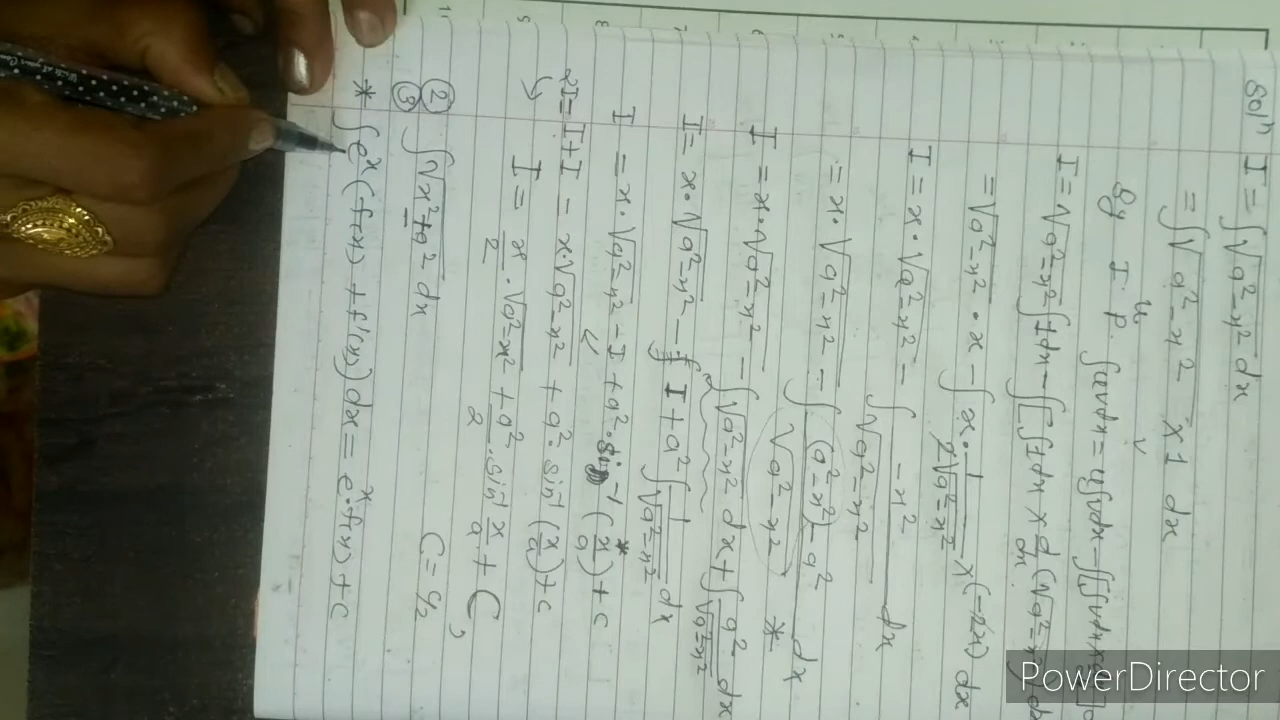 Solⁿ I = ∫√a²-x² dx
= ∫√a²-x² x1 dx
u v
By I. P. ∫uvdx = u∫vdx - ∫[∫vdx x
I = √a²-x² ∫1dx - ∫[∫1dx x d/dx (√a²-x²)] dx
= √a²-x² · x - ∫ x · 1/2√a²-x² x (-2x) dx
I = x · √a²-x² - ∫ -x²/√a²-x² dx
= x · √a²-x² - ∫ (a²-x²)-a²/√a²-x² dx
I = x · √a²-x² - ∫ √a²-x² dx + ∫ a²/√a²-x² dx
I = x · √a²-x² - I + a² ∫ 1/√a²-x² dx
I = x · √a²-x² - I + a² · sin⁻¹ (x/a) + c
2I = I + I = x · √a²-x² + a² · sin⁻¹ (x/a) + c
I = x/2 · √a²-x² + a²/2 · sin⁻¹ x/a + C,
C = c/2
②
③ ∫√x²+a² dx
* ∫eˣ (f(x) + f'(x)) dx = eˣ · f(x) + c
PowerDirector